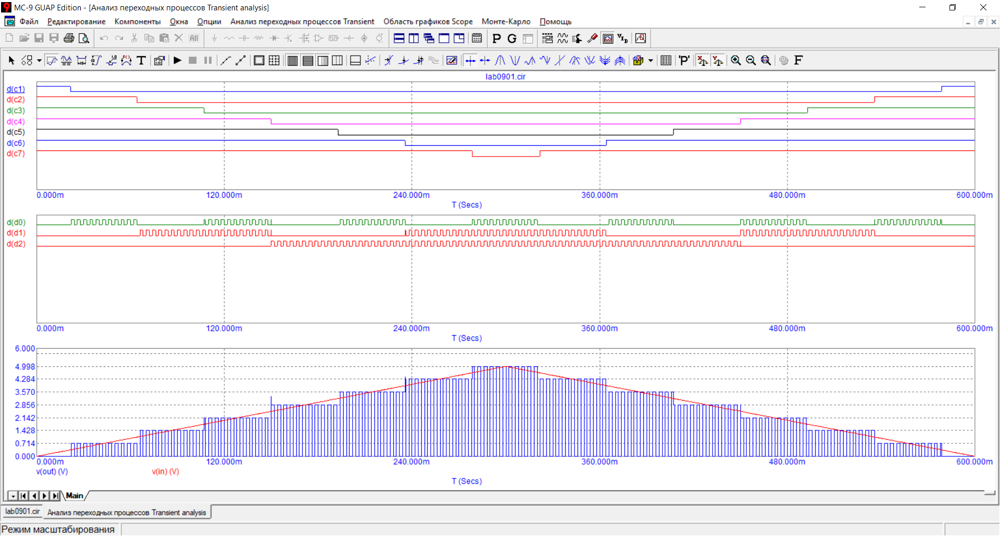 MC-9 GUAP Edition - [Анализ переходных процессов Transient analysis]
Файл Редактирование Компоненты Окна Опции Анализ переходных процессов Transient Область графиков Scope Монте-Карло Помощь
lab0901.cir
d(c1)
d(c2)
d(c3)
d(c4)
d(c5)
d(c6)
d(c7)
0.000m 120.000m 240.000m 360.000m 480.000m 600.000m
T (Secs)
d(d0)
d(d1)
d(d2)
0.000m 120.000m 240.000m 360.000m 480.000m 600.000m
T (Secs)
6.000
4.998
4.284
3.570
2.856
2.142
1.428
0.714
0.000
0.000m 120.000m 240.000m 360.000m 480.000m 600.000m
v(out) (V) v(in) (V)
T (Secs)
Main
lab0901.cir Анализ переходных процессов Transient analysis
Режим масштабирования